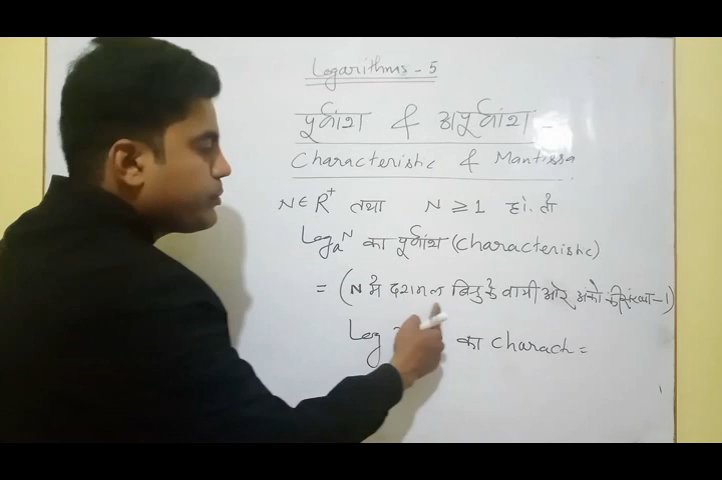 Logarithms - 5
पूर्वांश & अपूर्वांश -
Characteristic & Mantissa
N ∈ R⁺ तथा N ≥ 1 हो. तो
Logₐᴺ का पूर्वांश (Characteristic)
= (N में दशमलव बिन्दु के बायी ओर अंको की संख्या - 1)
Log का Charach =